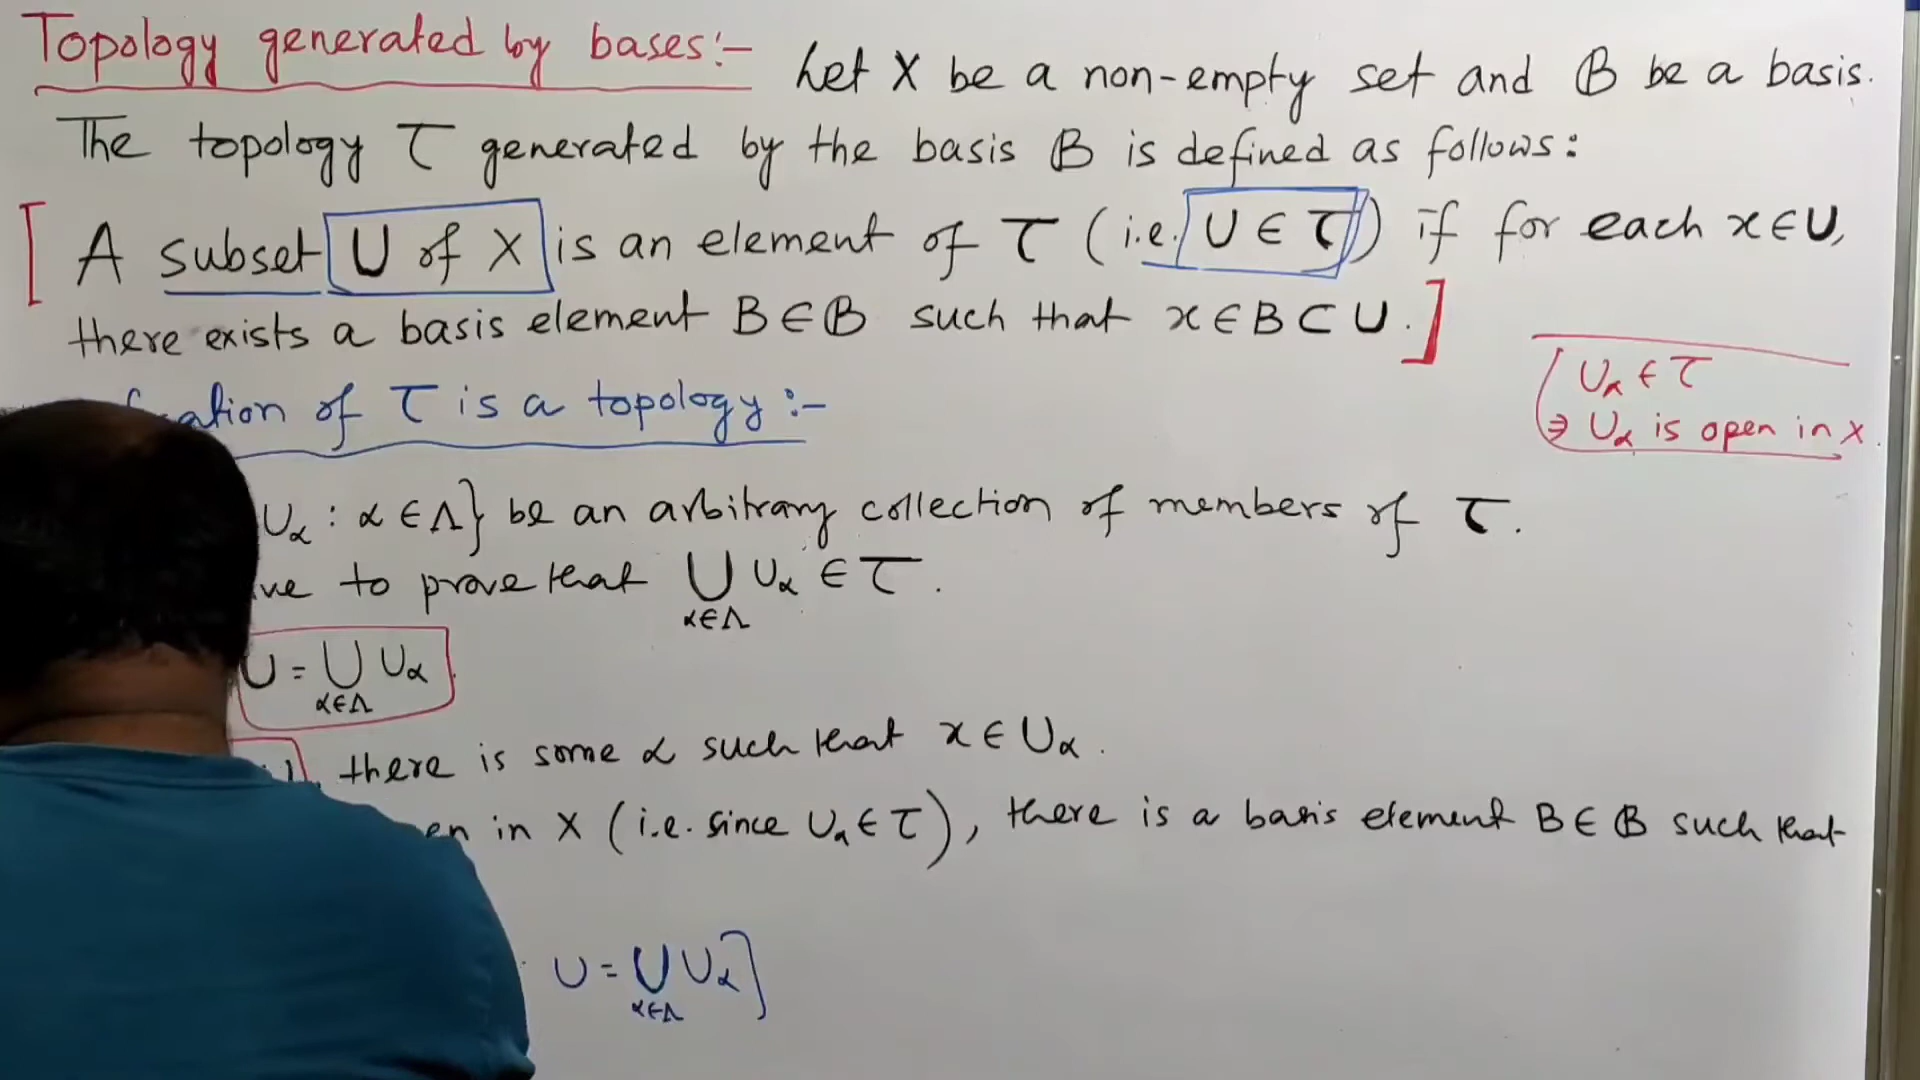 Topology generated by bases:- Let X be a non-empty set and 𝔹 be a basis.
The topology τ generated by the basis 𝔹 is defined as follows:
[ A subset U of X is an element of τ (i.e. U ∈ τ) if for each x ∈ U,
there exists a basis element B ∈ 𝔹 such that x ∈ B ⊂ U. ]
U_α ∈ τ
⇒ U_α is open in X.
of τ is a topology :-
U_α : α ∈ Λ} be an arbitrary collection of members of τ.
to prove that ⋃_{α∈Λ} U_α ∈ τ.
U = ⋃_{α∈Λ} U_α
there is some α such that x ∈ U_α.
in X (i.e. since U_α ∈ τ), there is a basis element B ∈ 𝔹 such that
U = ⋃_{α∈Λ} U_α]